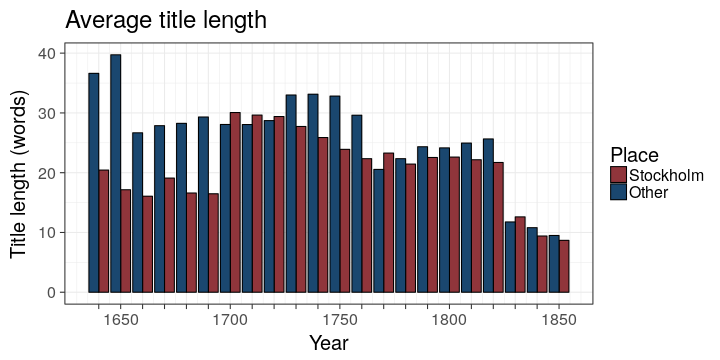 Average title length
Title length (words)
40
30
20
10
0
1650
1700
1750
1800
1850
Year
Place
Stockholm
Other